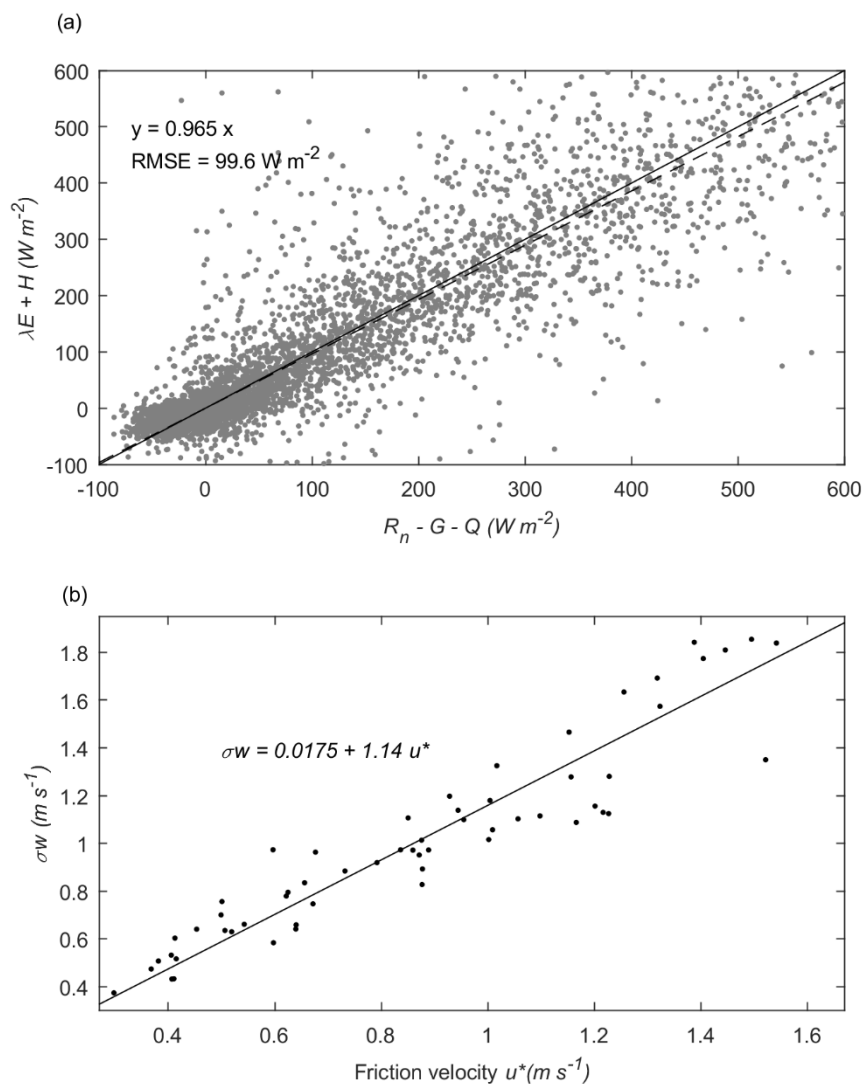 (a)
600
500
400
300
200
100
0
-100
y = 0.965 x
RMSE = 99.6 W m⁻²
λE + H (W m⁻²)
-100 0 100 200 300 400 500 600
Rₙ - G - Q (W m⁻²)
(b)
1.8
1.6
1.4
1.2
1
0.8
0.6
0.4
σw = 0.0175 + 1.14 u*
σw (m s⁻¹)
0.4 0.6 0.8 1 1.2 1.4 1.6
Friction velocity u*(m s⁻¹)